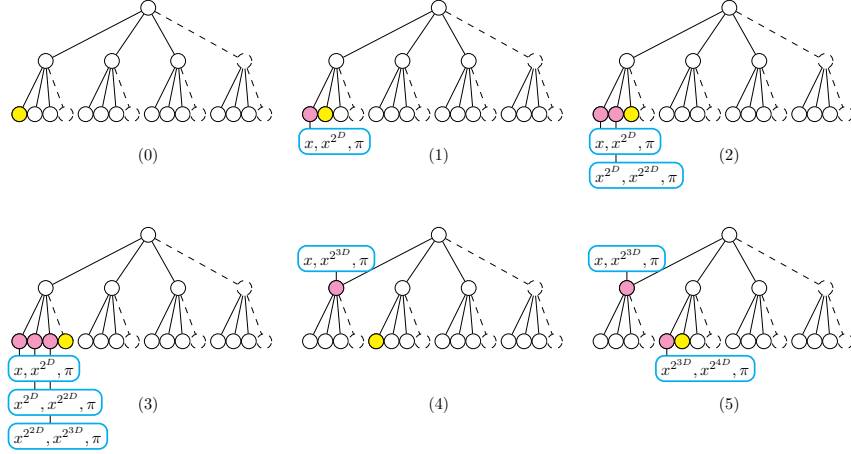 x, x^{2^D}, π
(0)
(1)
x, x^{2^D}, π
x^{2^D}, x^{2^{2D}}, π
(2)
x, x^{2^{3D}}, π
x, x^{2^{3D}}, π
x, x^{2^D}, π
x^{2^D}, x^{2^{2D}}, π
x^{2^{2D}}, x^{2^{3D}}, π
(3)
(4)
x^{2^{3D}}, x^{2^{4D}}, π
(5)